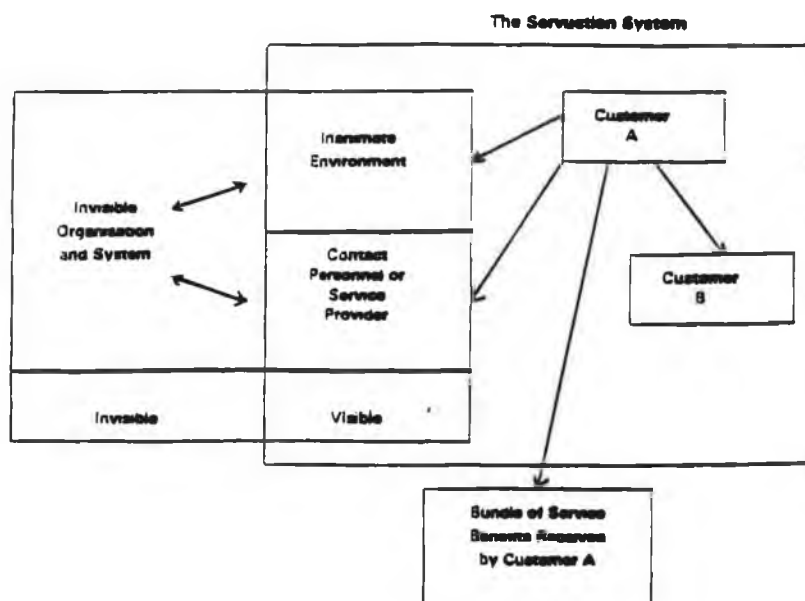 The Servuction System
Inanimate
Environment
Customer
A
Invisible
Organisation
and System
Contact
Personnel or
Service
Provider
Customer
B
Invisible
Visible
Bundle of Service
Benefits
by Customer A